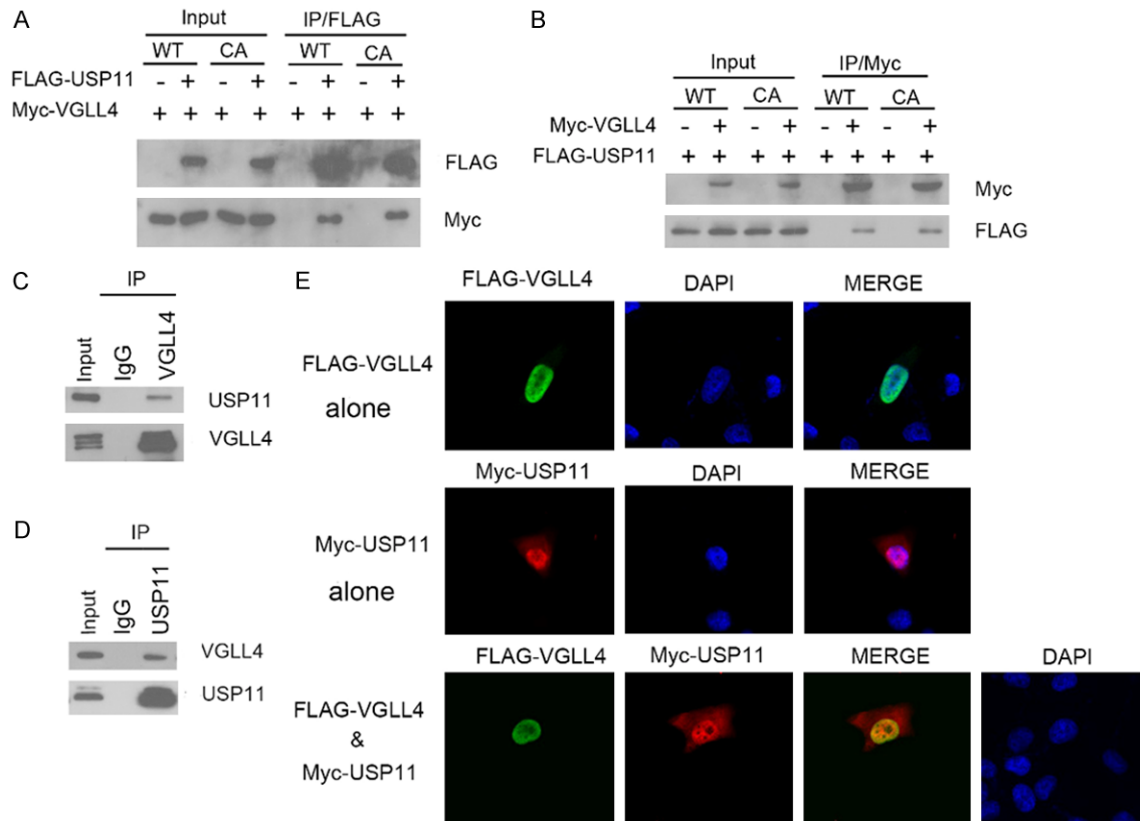 A
Input IP/FLAG
WT CA WT CA
FLAG-USP11 - + - + - + - +
Myc-VGLL4 + + + + + + + +
FLAG
Myc
B
Input IP/Myc
WT CA WT CA
Myc-VGLL4 - + - + - + - +
FLAG-USP11 + + + + + + + +
Myc
FLAG
C
IP
Input IgG VGLL4
USP11
VGLL4
D
IP
Input IgG USP11
VGLL4
USP11
E
FLAG-VGLL4 DAPI MERGE
FLAG-VGLL4
alone
Myc-USP11 DAPI MERGE
Myc-USP11
alone
FLAG-VGLL4 Myc-USP11 MERGE DAPI
FLAG-VGLL4
&
Myc-USP11